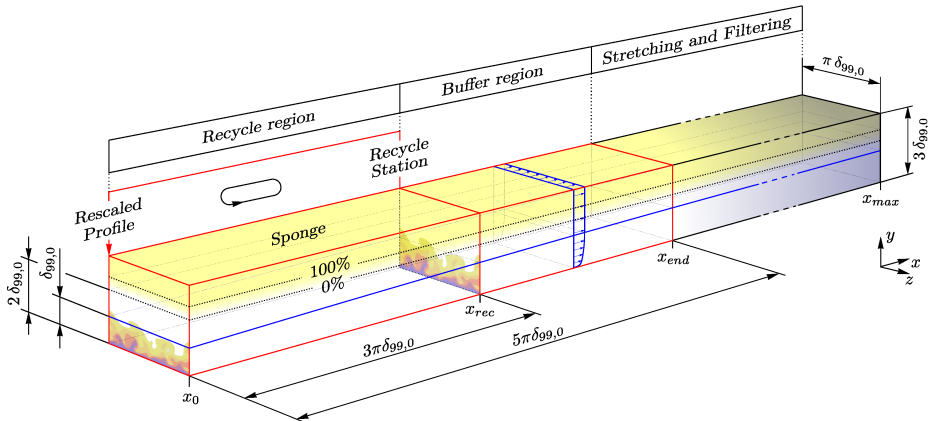 Stretching and Filtering
Buffer region
Recycle region
π δ99,0
3 δ99,0
Recycle
Station
Rescaled
Profile
Sponge
100%
0%
δ99,0
2 δ99,0
x0
xrec
xend
xmax
3πδ99,0
5πδ99,0
y
x
z